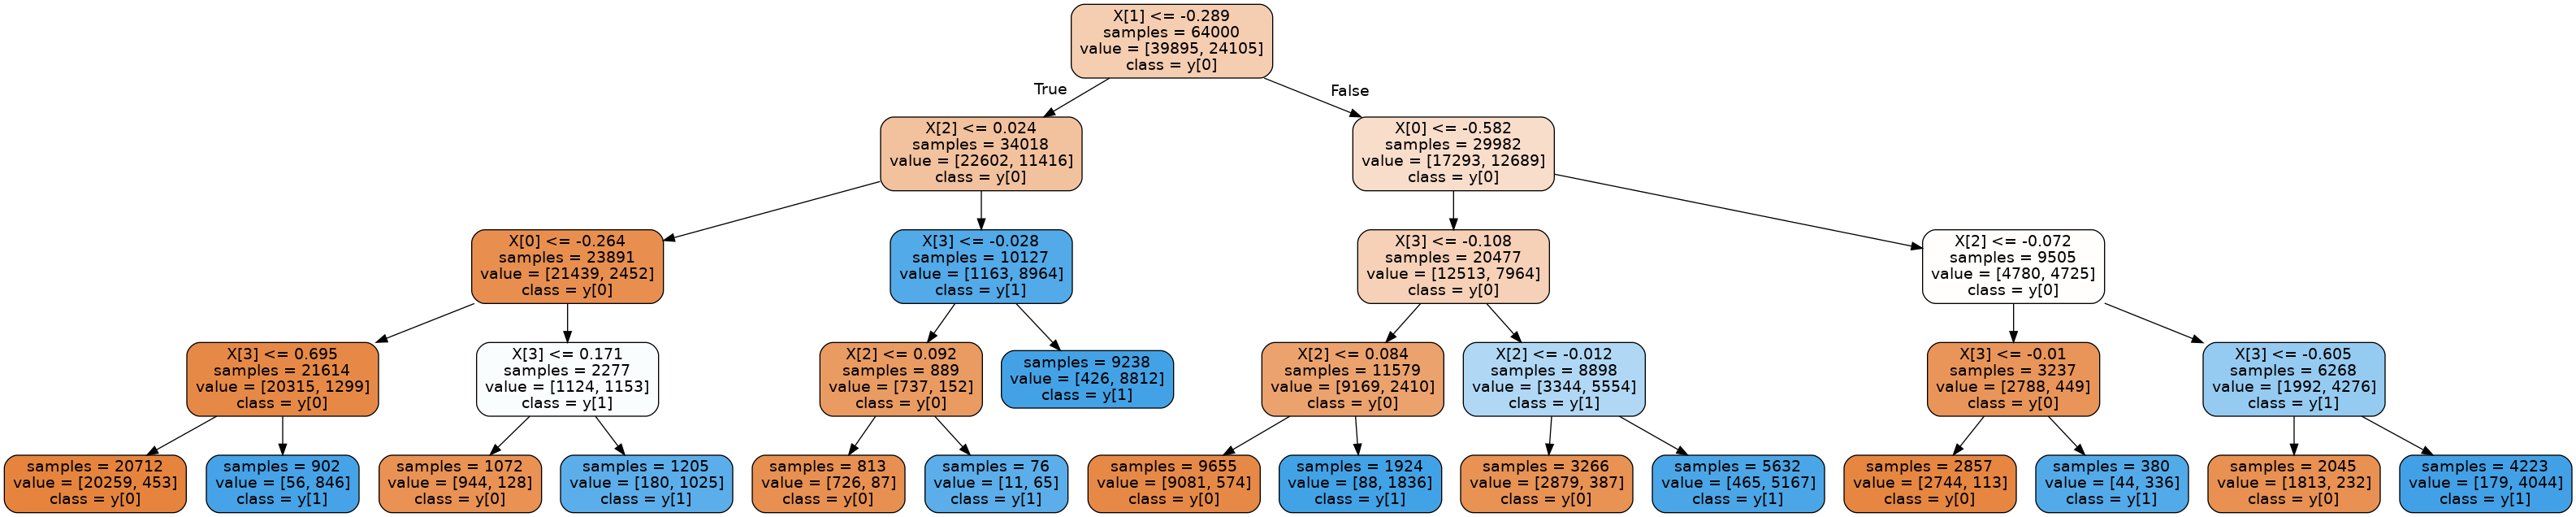 X[1] <= -0.289
samples = 64000
value = [39895, 24105]
class = y[0]
True
False
X[2] <= 0.024
samples = 34018
value = [22602, 11416]
class = y[0]
X[0] <= -0.582
samples = 29982
value = [17293, 12689]
class = y[0]
X[0] <= -0.264
samples = 23891
value = [21439, 2452]
class = y[0]
X[3] <= -0.028
samples = 10127
value = [1163, 8964]
class = y[1]
X[3] <= -0.108
samples = 20477
value = [12513, 7964]
class = y[0]
X[2] <= -0.072
samples = 9505
value = [4780, 4725]
class = y[0]
X[3] <= 0.695
samples = 21614
value = [20315, 1299]
class = y[0]
X[3] <= 0.171
samples = 2277
value = [1124, 1153]
class = y[1]
X[2] <= 0.092
samples = 889
value = [737, 152]
class = y[0]
samples = 9238
value = [426, 8812]
class = y[1]
X[2] <= 0.084
samples = 11579
value = [9169, 2410]
class = y[0]
X[2] <= -0.012
samples = 8898
value = [3344, 5554]
class = y[1]
X[3] <= -0.01
samples = 3237
value = [2788, 449]
class = y[0]
X[3] <= -0.605
samples = 6268
value = [1992, 4276]
class = y[1]
samples = 20712
value = [20259, 453]
class = y[0]
samples = 902
value = [56, 846]
class = y[1]
samples = 1072
value = [944, 128]
class = y[0]
samples = 1205
value = [180, 1025]
class = y[1]
samples = 813
value = [726, 87]
class = y[0]
samples = 76
value = [11, 65]
class = y[1]
samples = 9655
value = [9081, 574]
class = y[0]
samples = 1924
value = [88, 1836]
class = y[1]
samples = 3266
value = [2879, 387]
class = y[0]
samples = 5632
value = [465, 5167]
class = y[1]
samples = 2857
value = [2744, 113]
class = y[0]
samples = 380
value = [44, 336]
class = y[1]
samples = 2045
value = [1813, 232]
class = y[0]
samples = 4223
value = [179, 4044]
class = y[1]